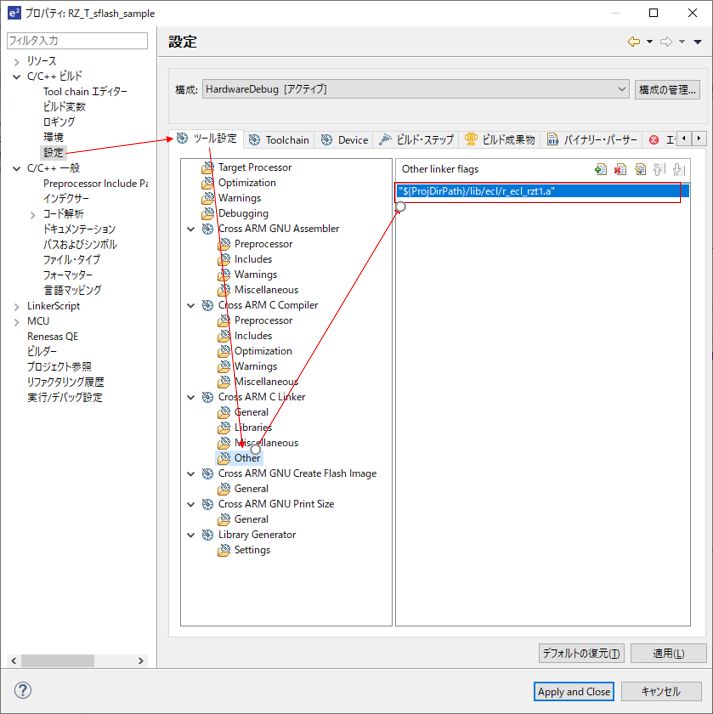 e² プロパティ: RZ_T_sflash_sample
フィルタ入力
リソース
C/C++ ビルド
Tool chain エディター
ビルド変数
ロギング
環境
設定
C/C++ 一般
Preprocessor Include Pa
インデクサー
コード解析
ドキュメンテーション
パスおよびシンボル
ファイル・タイプ
フォーマッター
言語マッピング
LinkerScript
MCU
Renesas QE
ビルダー
プロジェクト参照
リファクタリング履歴
実行/デバッグ設定
設定
構成: HardwareDebug [アクティブ] 構成の管理...
ツール設定 Toolchain Device ビルド・ステップ ビルド成果物 バイナリー・パーサー エ
Target Processor
Optimization
Warnings
Debugging
Cross ARM GNU Assembler
Preprocessor
Includes
Warnings
Miscellaneous
Cross ARM C Compiler
Preprocessor
Includes
Optimization
Warnings
Miscellaneous
Cross ARM C Linker
General
Libraries
Miscellaneous
Other
Cross ARM GNU Create Flash Image
General
Cross ARM GNU Print Size
General
Library Generator
Settings
Other linker flags
"${ProjDirPath}/lib/ecl/r_ecl_rzt1.a"
デフォルトの復元(T) 適用(L)
? Apply and Close キャンセル